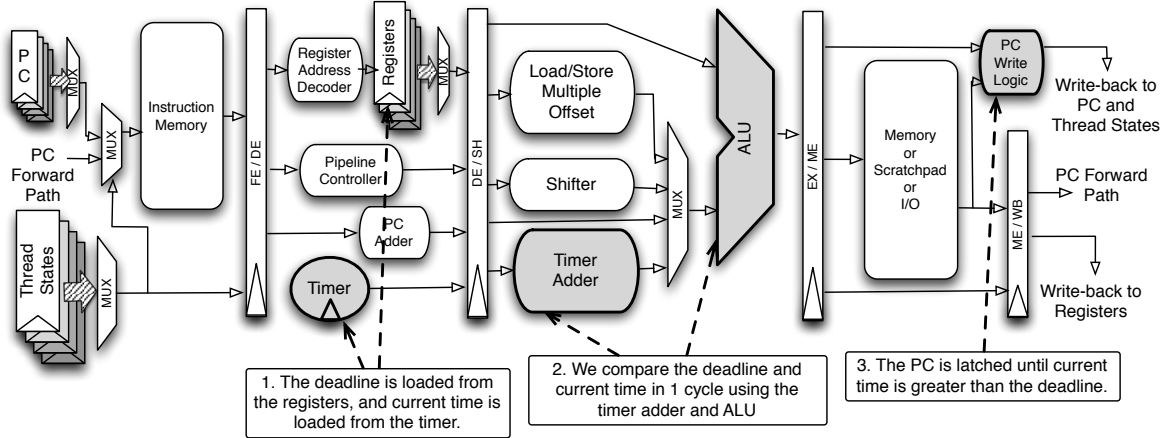 P
C
MUX
MUX
PC
Forward
Path
Thread
States
MUX
Instruction
Memory
FE / DE
Register
Address
Decoder
Registers
MUX
Pipeline
Controller
PC
Adder
Timer
DE / SH
Load/Store
Multiple
Offset
Shifter
Timer
Adder
MUX
ALU
EX / ME
Memory
or
Scratchpad
or
I/O
PC
Write
Logic
ME / WB
Write-back to
PC and
Thread States
PC Forward
Path
Write-back to
Registers
1. The deadline is loaded from
the registers, and current time is
loaded from the timer.
2. We compare the deadline and
current time in 1 cycle using the
timer adder and ALU
3. The PC is latched until current
time is greater than the deadline.